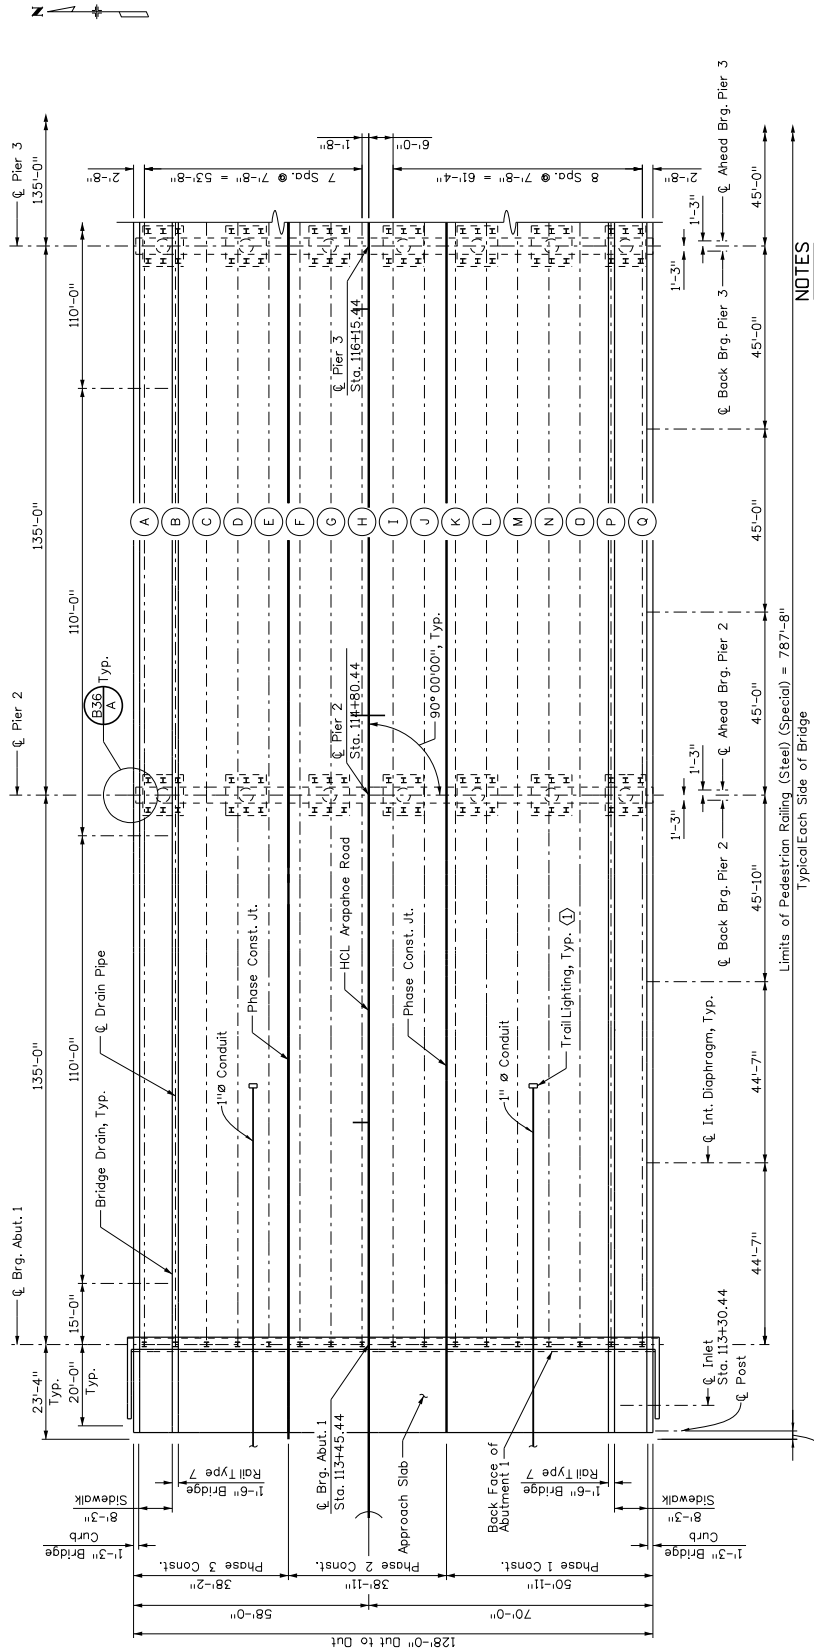 N
℄ Brg. Abut. 1
℄ Pier 2
℄ Pier 3
23'-4"
Typ.
135'-0"
135'-0"
135'-0"
20'-0"
Typ.
15'-0"
110'-0"
110'-0"
110'-0"
Bridge Drain, Typ.
℄ Drain Pipe
B36
A
Typ.
1"Ø Conduit
Phase Const. Jt.
HCL Arapahoe Road
Phase Const. Jt.
1" Ø Conduit
Trail Lighting, Typ. 1
℄ Brg. Abut. 1
Sta. 113+45.44
℄ Pier 2
Sta. 114+80.44
90° 00'00", Typ.
℄ Pier 3
Sta. 116+15.44
A
B
C
D
E
F
G
H
I
J
K
L
M
N
O
P
Q
Approach Slab
Back Face of
Abutment 1
2'-8"
7 Spa. @ 7'-8" = 53'-8"
1'-8"
6'-0"
8 Spa. @ 7'-8" = 61'-4"
2'-8"
1'-3" Bridge
Curb
8'-3"
Sidewalk
1'-6" Bridge
Rail Type 7
1'-6" Bridge
Rail Type 7
8'-3"
Sidewalk
1'-3" Bridge
Curb
38'-2"
Phase 3 Const.
38'-11"
Phase 2 Const.
50'-11"
Phase 1 Const.
58'-0"
70'-0"
128'-0" Out to Out
℄ Inlet
Sta. 113+30.44
℄ Post
℄ Int. Diaphragm, Typ.
1'-3"
1'-3"
℄ Back Brg. Pier 2
℄ Ahead Brg. Pier 2
1'-3"
1'-3"
℄ Back Brg. Pier 3
℄ Ahead Brg. Pier 3
44'-7"
44'-7"
45'-10"
45'-0"
45'-0"
45'-0"
45'-0"
Limits of Pedestrian Railing (Steel) (Special) = 787'-8"
Typical Each Side of Bridge
NOTES